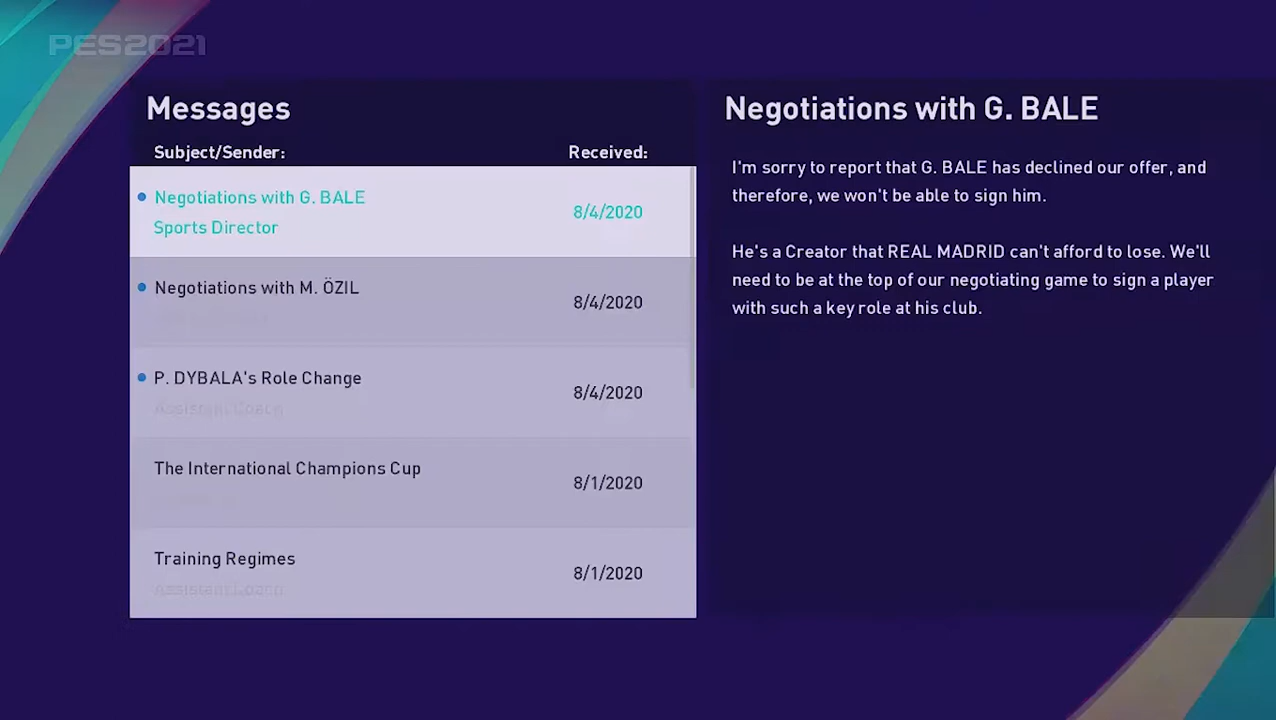 PES2021
Messages
Subject/Sender:
Received:
Negotiations with G. BALE
Sports Director
8/4/2020
Negotiations with M. ÖZIL
8/4/2020
P. DYBALA's Role Change
Assistant Coach
8/4/2020
The International Champions Cup
8/1/2020
Training Regimes
Assistant Coach
8/1/2020
Negotiations with G. BALE
I'm sorry to report that G. BALE has declined our offer, and
therefore, we won't be able to sign him.
He's a Creator that REAL MADRID can't afford to lose. We'll
need to be at the top of our negotiating game to sign a player
with such a key role at his club.